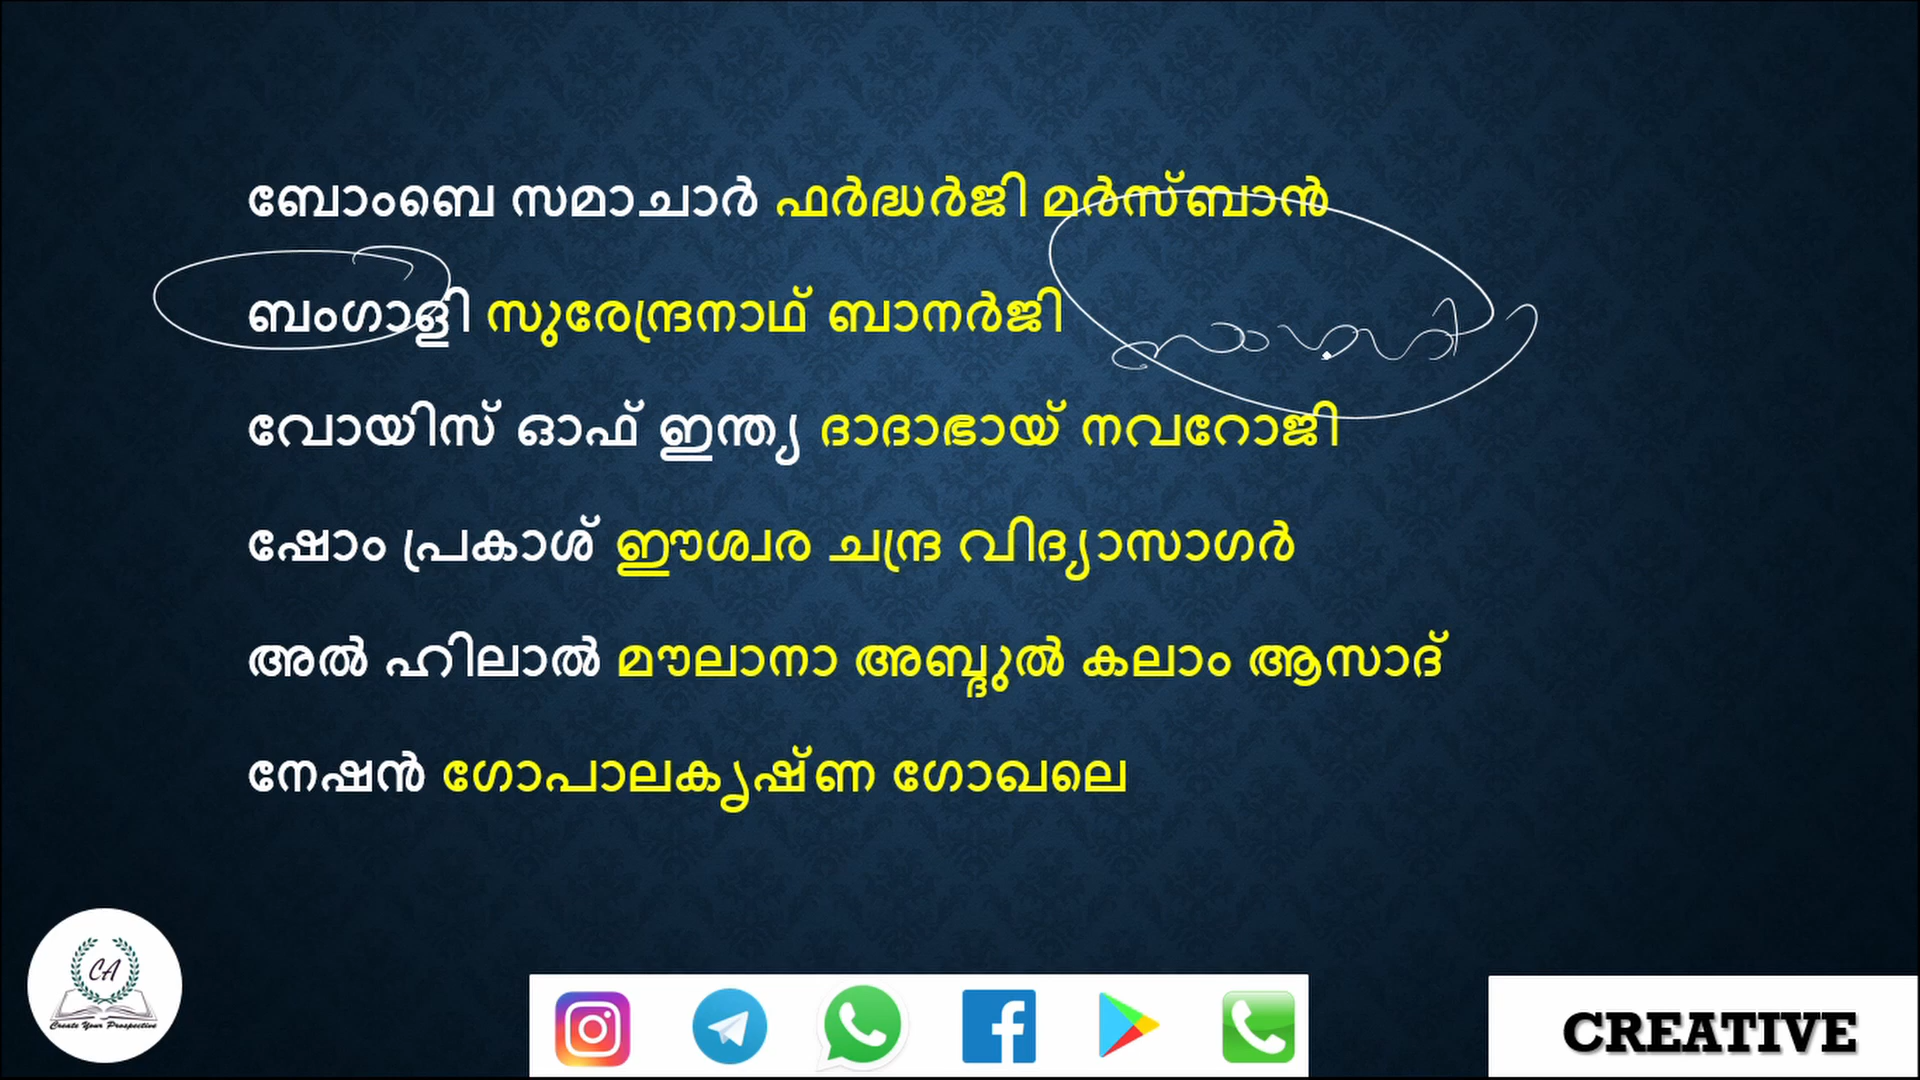 ബോംബെ സമാചാർ ഫർദ്ധർജി മർസ്ബാൻ
ബംഗാളി സുരേന്ദ്രനാഥ് ബാനർജി
വോയിസ് ഓഫ് ഇന്ത്യ ദാദാഭായ് നവറോജി
ഷോം പ്രകാശ് ഈശ്വര ചന്ദ്ര വിദ്യാസാഗർ
അൽ ഹിലാൽ മൗലാനാ അബ്ദുൽ കലാം ആസാദ്
നേഷൻ ഗോപാലകൃഷ്ണ ഗോഖലെ
CA
Create Your Prospective
CREATIVE